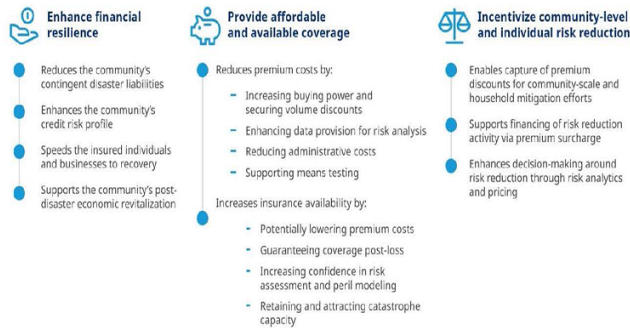 Enhance financial
resilience
Reduces the community's
contingent disaster liabilities
Enhances the community's
credit risk profile
Speeds the insured individuals
and businesses to recovery
Supports the community's post-
disaster economic revitalization
Provide affordable
and available coverage
Reduces premium costs by:
– Increasing buying power and
securing volume discounts
– Enhancing data provision for risk analysis
– Reducing administrative costs
– Supporting means testing
Increases insurance availability by:
– Potentially lowering premium costs
– Guaranteeing coverage post-loss
– Increasing confidence in risk
assessment and peril modeling
– Retaining and attracting catastrophe
capacity
Incentivize community-level
and individual risk reduction
Enables capture of premium
discounts for community-scale and
household mitigation efforts
Supports financing of risk reduction
activity via premium surcharge
Enhances decision-making around
risk reduction through risk analytics
and pricing